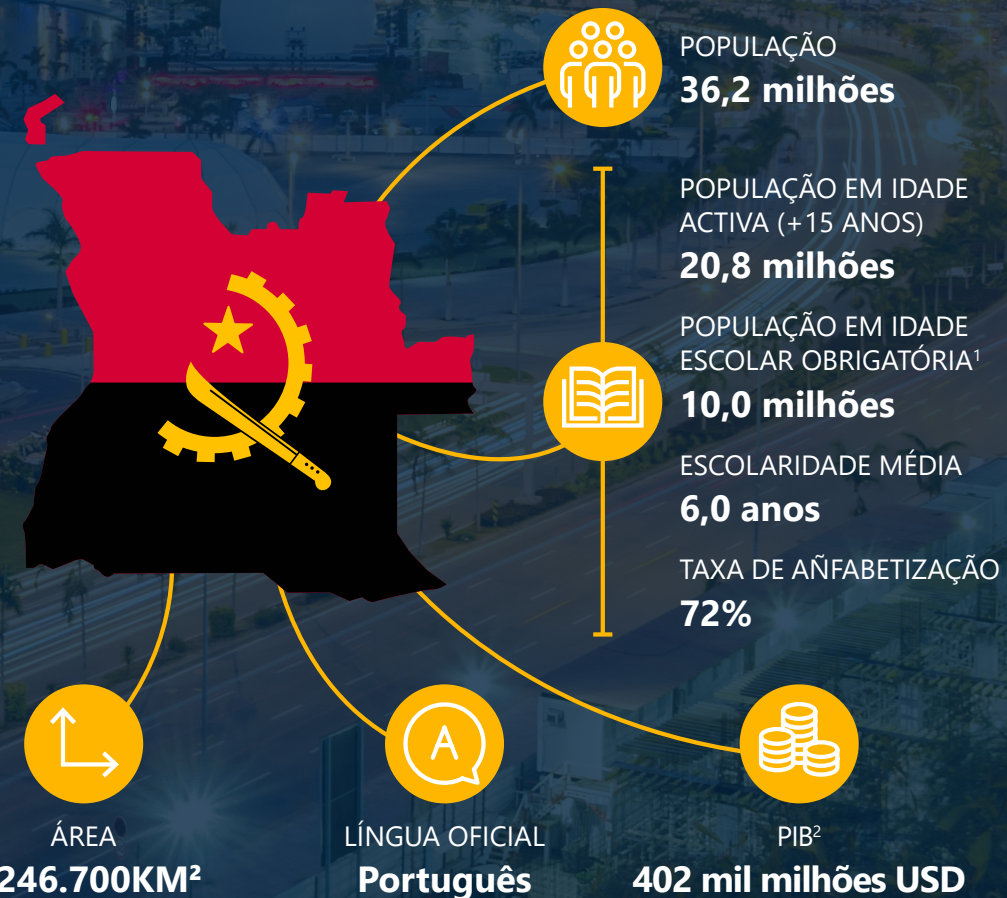 POPULAÇÃO
36,2 milhões
POPULAÇÃO EM IDADE
ACTIVA (+15 ANOS)
20,8 milhões
POPULAÇÃO EM IDADE
ESCOLAR OBRIGATÓRIA¹
10,0 milhões
ESCOLARIDADE MÉDIA
6,0 anos
TAXA DE AÑFABETIZAÇÃO
72%
A
ÁREA
246.700KM²
LÍNGUA OFICIAL
Português
PIB²
402 mil milhões USD